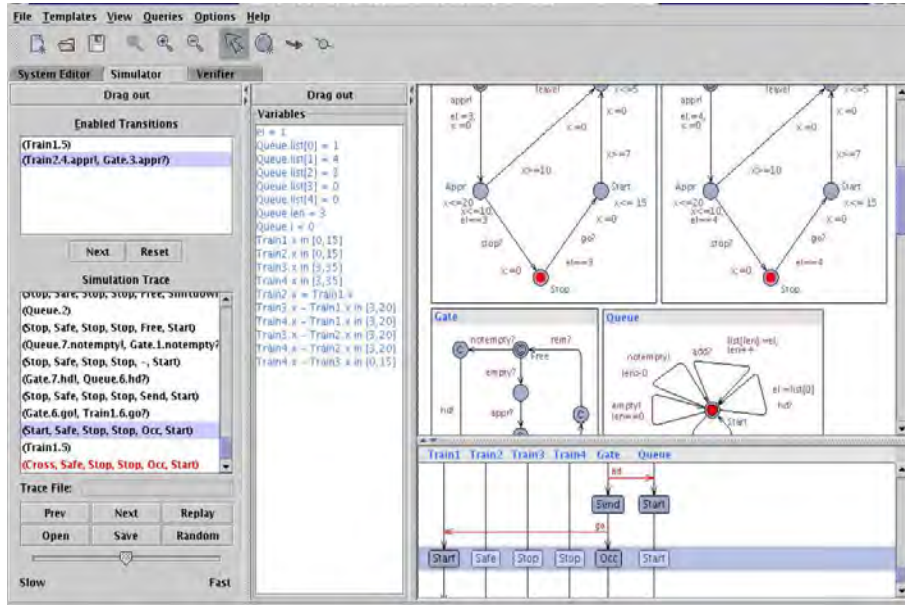 File Templates View Queries Options Help
System Editor Simulator Verifier
Drag out
Enabled Transitions
(Train1.5)
(Train2.4.appr!, Gate.3.appr?)
Next Reset
Simulation Trace
(Queue.2)
(Stop, Safe, Stop, Stop, Free, Start)
(Queue.7.notempty!, Gate.1.notempty?
(Stop, Safe, Stop, Stop, -, Start)
(Gate.7.hd!, Queue.6.hd?)
(Stop, Safe, Stop, Stop, Send, Start)
(Gate.6.go!, Train1.6.go?)
(Start, Safe, Stop, Stop, Occ, Start)
(Train1.5)
(Cross, Safe, Stop, Stop, Occ, Start)
Trace File:
Prev Next Replay
Open Save Random
Slow Fast
Drag out
Variables
el = 1
Queue.list[0] = 1
Queue.list[1] = 4
Queue.list[2] = 3
Queue.list[3] = 0
Queue.list[4] = 0
Queue.len = 3
Queue.i = 0
Train1.x in [0,15]
Train2.x in [0,15]
Train3.x in [3,35]
Train4.x in [3,35]
Train2.x = Train1.x
Train3.x - Train1.x in [3,20]
Train4.x - Train1.x in [3,20]
Train3.x - Train2.x in [3,20]
Train4.x - Train2.x in [3,20]
Train4.x - Train3.x in [0,15]
appr!
el:=3,
x:=0
leave!
x<=5
x:=0
x>=10
x<=7
Appr
x<=20
x<=10,
el==3
Start
x<= 15
stop?
x:=0
go?
el==3
x:=0
Stop
appr!
el:=4,
x:=0
leave!
x<=5
x:=0
x>=10
x<=7
Appr
x<=20
x<=10,
el==4
Start
x<= 15
stop?
x:=0
go?
el==4
x:=0
Stop
Gate
C notempty? C rem?
Free
empty?
hd!
appr?
C
C
Queue
notempty!
len>0
add?
list[len]:=el,
len++
empty!
len==0
el:=list[0]
hd?
Start
Train1 Train2 Train3 Train4 Gate Queue
hd
Send Start
go
Start Safe Stop Stop Occ Start